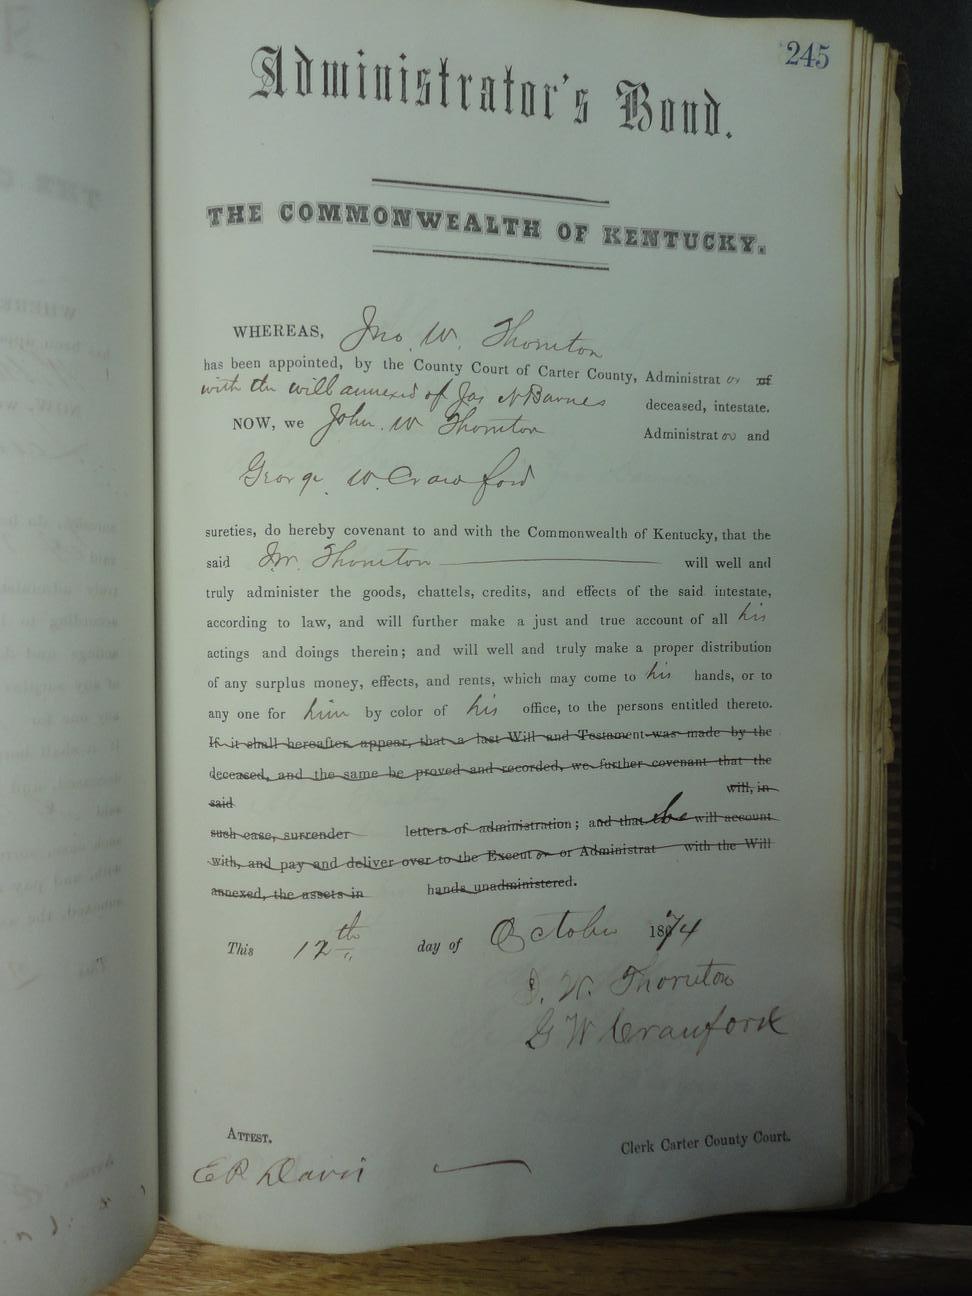 245
Administrator's Bond.
THE COMMONWEALTH OF KENTUCKY.
WHEREAS, Jno. W. Thornton
has been appointed, by the County Court of Carter County, Administrat or of
with the will annexed of Jas N Barnes deceased, intestate.
NOW, we John. W Thornton Administrat or and
George W. Crawford
sureties, do hereby covenant to and with the Commonwealth of Kentucky, that the
said Thornton will well and
truly administer the goods, chattels, credits, and effects of the said intestate,
according to law, and will further make a just and true account of all his
actings and doings therein; and will well and truly make a proper distribution
of any surplus money, effects, and rents, which may come to his hands, or to
any one for him by color of his office, to the persons entitled thereto.
If it shall hereafter appear, that a last Will and Testament was made by the
deceased, and the same be proved and recorded, we further covenant that the
said will, in
such case, surrender letters of administration; and that he will account
with, and pay and deliver over to the Execut or or Administrat with the Will
annexed, the assets in hands unadministered.
This 12th day of October 1874
J. W. Thornton
G W Crawford
ATTEST.
Clerk Carter County Court.
E R Davis